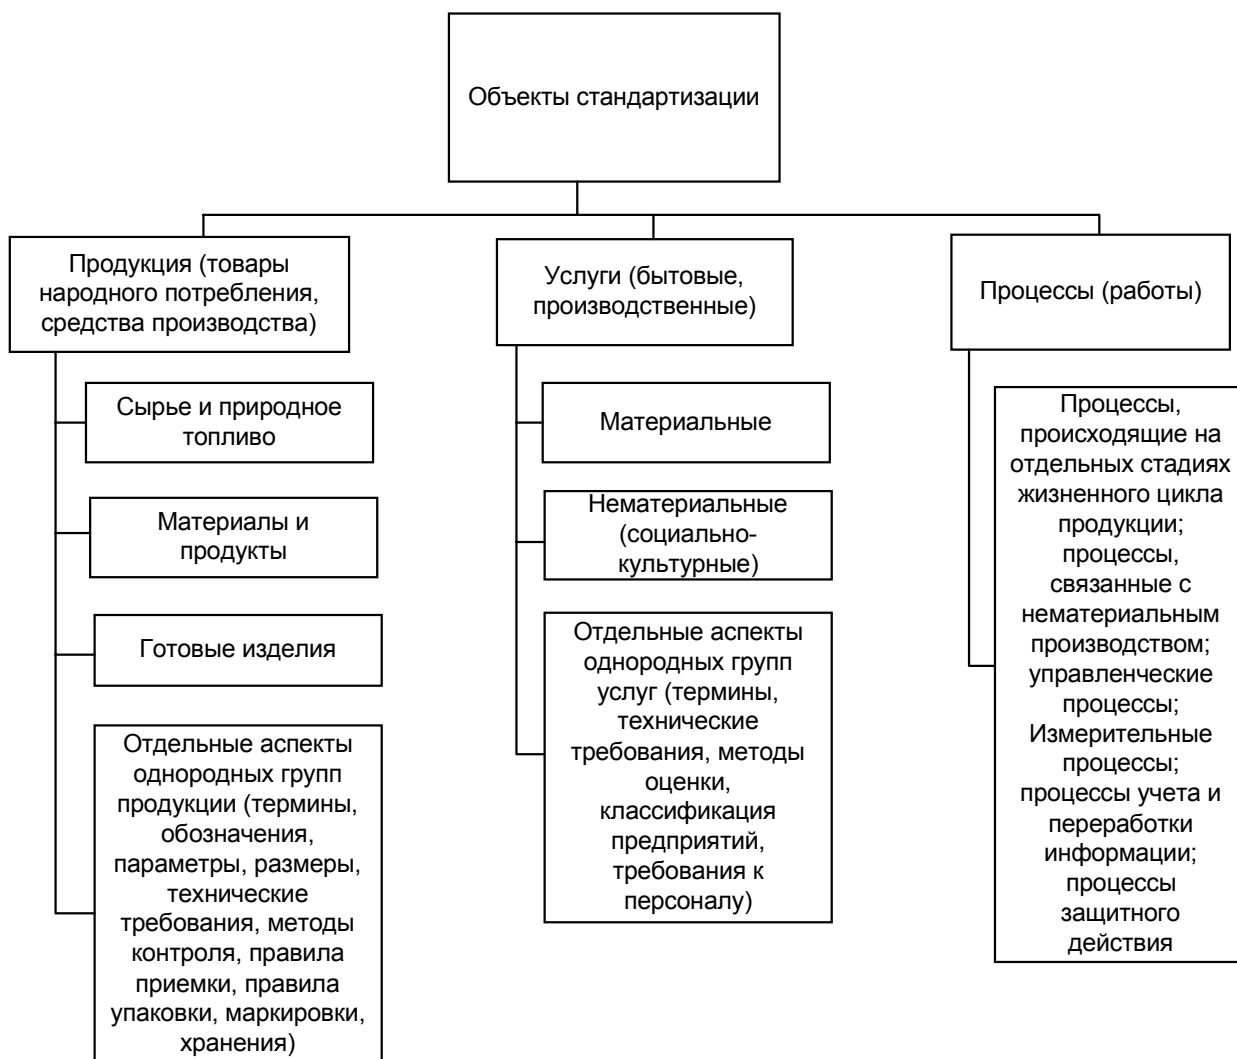 Объекты стандартизации
Продукция (товары
народного потребления,
средства производства)
Сырье и природное
топливо
Материалы и
продукты
Готовые изделия
Отдельные аспекты
однородных групп
продукции (термины,
обозначения,
параметры, размеры,
технические
требования, методы
контроля, правила
приемки, правила
упаковки, маркировки,
хранения)
Услуги (бытовые,
производственные)
Материальные
Нематериальные
(социально-
культурные)
Отдельные аспекты
однородных групп
услуг (термины,
технические
требования, методы
оценки,
классификация
предприятий,
требования к
персоналу)
Процессы (работы)
Процессы,
происходящие на
отдельных стадиях
жизненного цикла
продукции;
процессы,
связанные с
нематериальным
производством;
управленческие
процессы;
Измерительные
процессы;
процессы учета и
переработки
информации;
процессы
защитного
действия